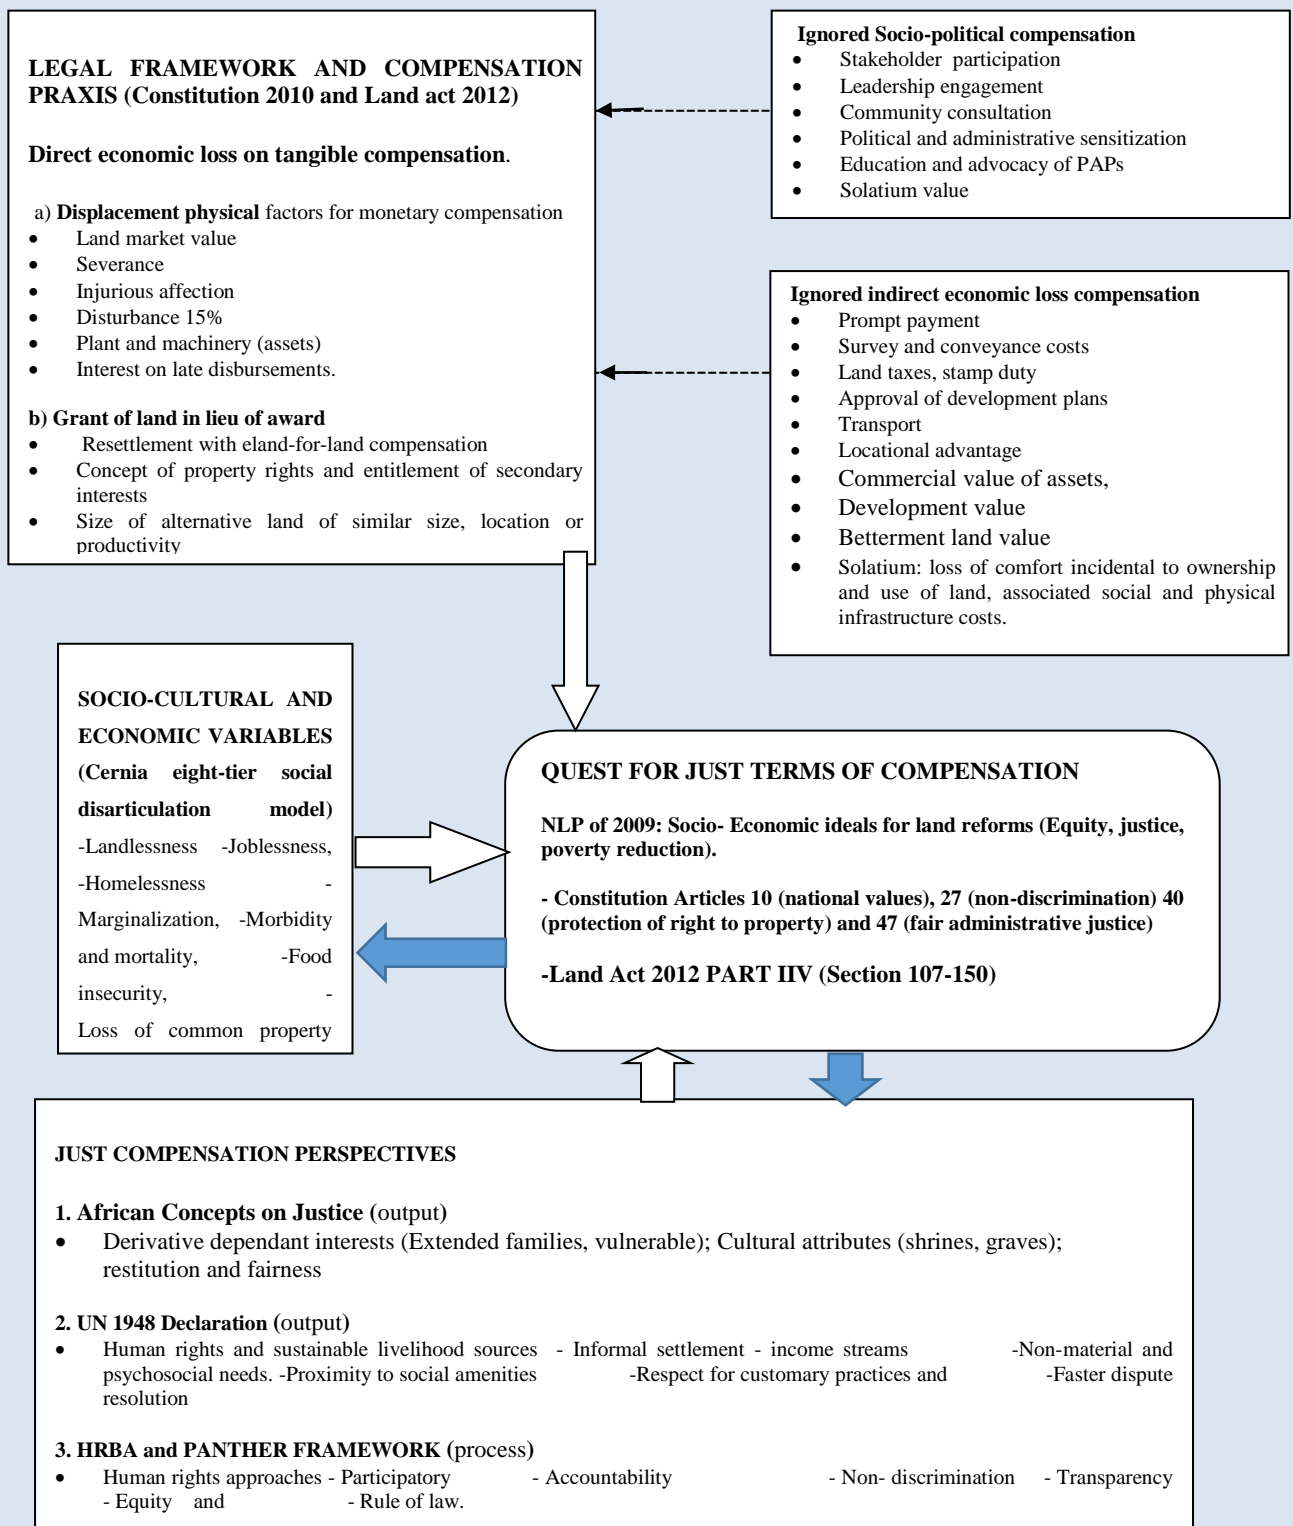 LEGAL FRAMEWORK AND COMPENSATION
PRAXIS (Constitution 2010 and Land act 2012)
Direct economic loss on tangible compensation.
a) Displacement physical factors for monetary compensation
• Land market value
• Severance
• Injurious affection
• Disturbance 15%
• Plant and machinery (assets)
• Interest on late disbursements.
b) Grant of land in lieu of award
• Resettlement with eland-for-land compensation
• Concept of property rights and entitlement of secondary
interests
• Size of alternative land of similar size, location or
productivity
Ignored Socio-political compensation
• Stakeholder participation
• Leadership engagement
• Community consultation
• Political and administrative sensitization
• Education and advocacy of PAPs
• Solatium value
Ignored indirect economic loss compensation
• Prompt payment
• Survey and conveyance costs
• Land taxes, stamp duty
• Approval of development plans
• Transport
• Locational advantage
• Commercial value of assets,
• Development value
• Betterment land value
• Solatium: loss of comfort incidental to ownership
and use of land, associated social and physical
infrastructure costs.
SOCIO-CULTURAL AND
ECONOMIC VARIABLES
(Cernia eight-tier social
disarticulation model)
-Landlessness -Joblessness,
-Homelessness -
Marginalization, -Morbidity
and mortality, -Food
insecurity, -
Loss of common property
QUEST FOR JUST TERMS OF COMPENSATION
NLP of 2009: Socio- Economic ideals for land reforms (Equity, justice,
poverty reduction).
- Constitution Articles 10 (national values), 27 (non-discrimination) 40
(protection of right to property) and 47 (fair administrative justice)
-Land Act 2012 PART IIV (Section 107-150)
JUST COMPENSATION PERSPECTIVES
1. African Concepts on Justice (output)
• Derivative dependant interests (Extended families, vulnerable); Cultural attributes (shrines, graves);
restitution and fairness
2. UN 1948 Declaration (output)
• Human rights and sustainable livelihood sources - Informal settlement - income streams -Non-material and
psychosocial needs. -Proximity to social amenities -Respect for customary practices and -Faster dispute
resolution
3. HRBA and PANTHER FRAMEWORK (process)
• Human rights approaches - Participatory - Accountability - Non- discrimination - Transparency
- Equity and - Rule of law.